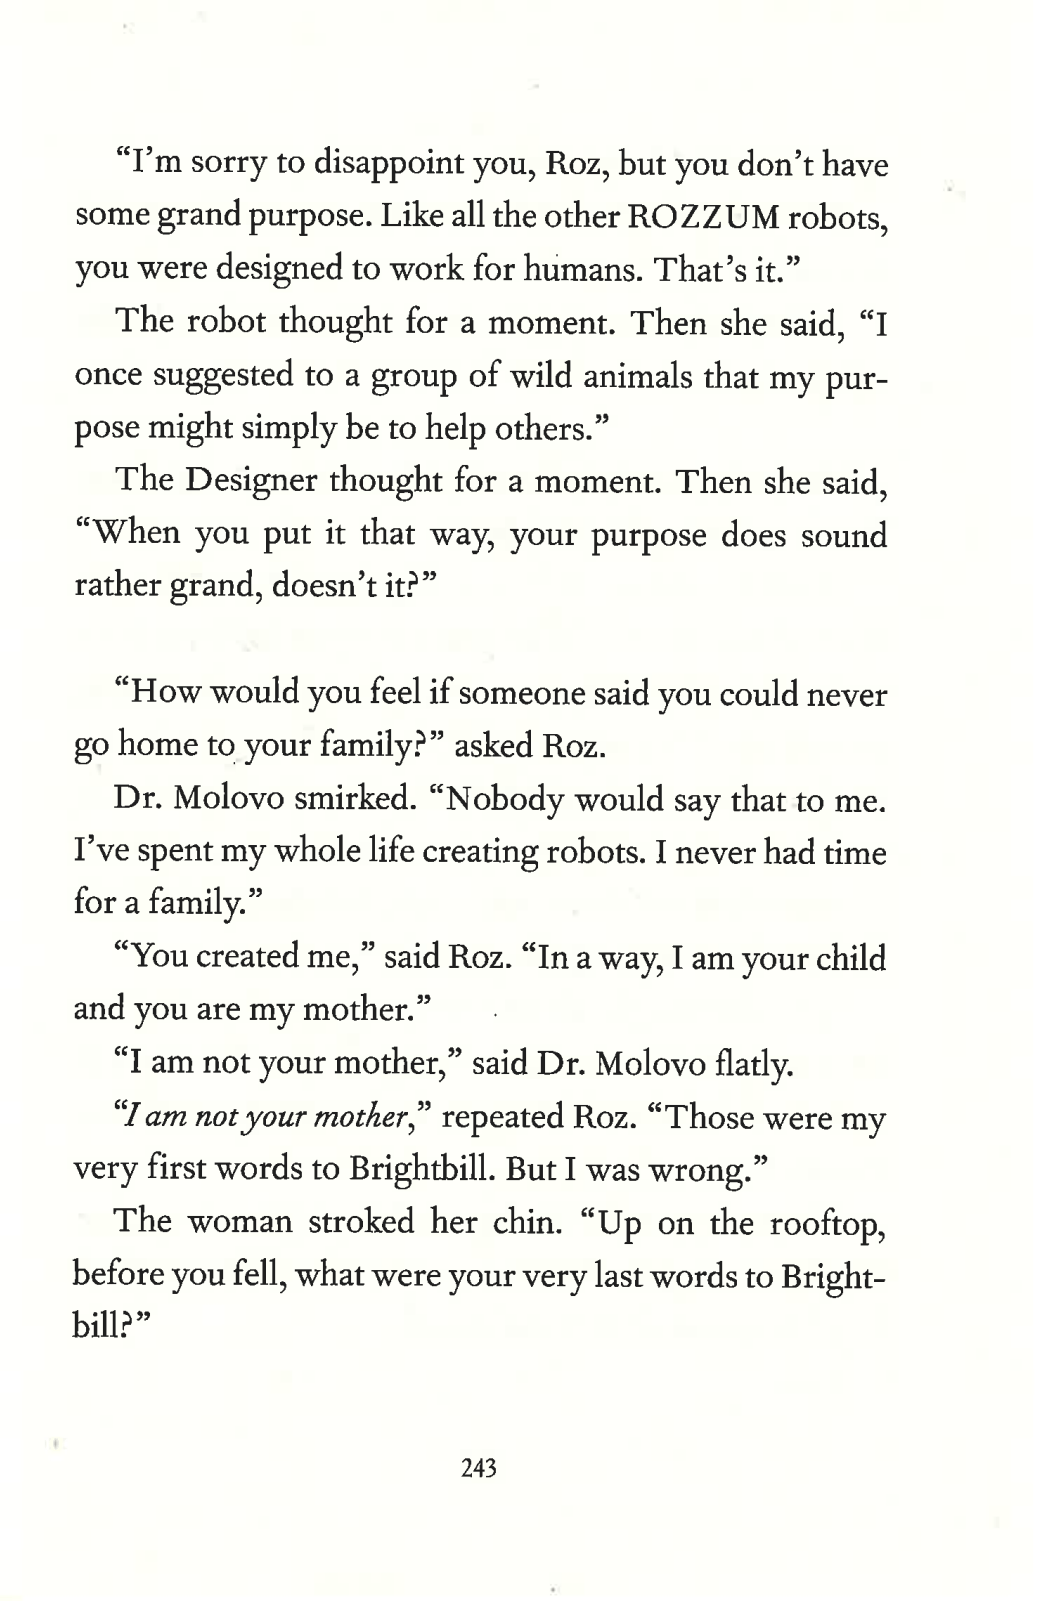 “I’m sorry to disappoint you, Roz, but you don’t have
some grand purpose. Like all the other ROZZUM robots,
you were designed to work for humans. That’s it.”
The robot thought for a moment. Then she said, “I
once suggested to a group of wild animals that my pur-
pose might simply be to help others.”
The Designer thought for a moment. Then she said,
“When you put it that way, your purpose does sound
rather grand, doesn’t it?”
“How would you feel if someone said you could never
go home to your family?” asked Roz.
Dr. Molovo smirked. “Nobody would say that to me.
I’ve spent my whole life creating robots. I never had time
for a family.”
“You created me,” said Roz. “In a way, I am your child
and you are my mother.”
“I am not your mother,” said Dr. Molovo flatly.
“I am not your mother,” repeated Roz. “Those were my
very first words to Brightbill. But I was wrong.”
The woman stroked her chin. “Up on the rooftop,
before you fell, what were your very last words to Bright-
bill?”
243